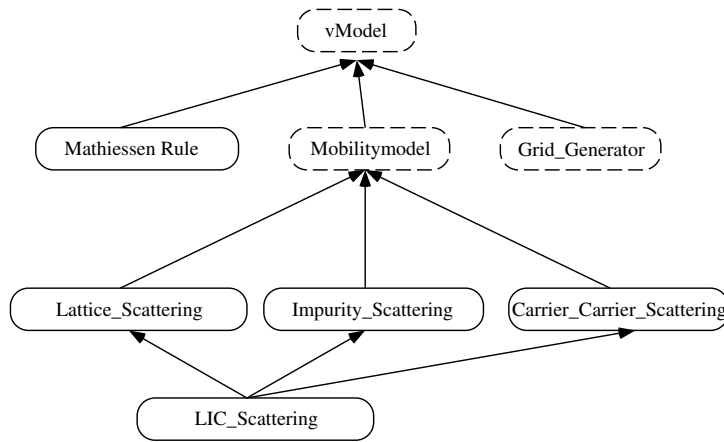 vModel
Mathiessen Rule
Mobilitymodel
Grid_Generator
Lattice_Scattering
Impurity_Scattering
Carrier_Carrier_Scattering
LIC_Scattering